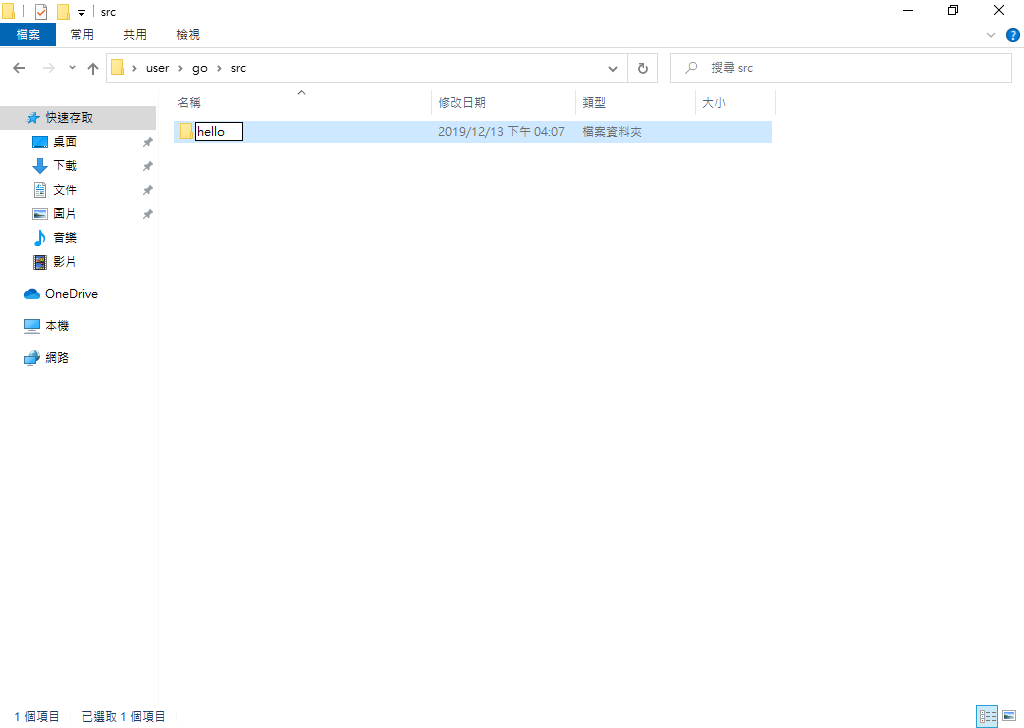 src
檔案 常用 共用 檢視
user go src 搜尋 src
名稱 修改日期 類型 大小
hello 2019/12/13 下午 04:07 檔案資料夾
快速存取
桌面
下載
文件
圖片
音樂
影片
OneDrive
本機
網路
1 個項目 已選取 1 個項目